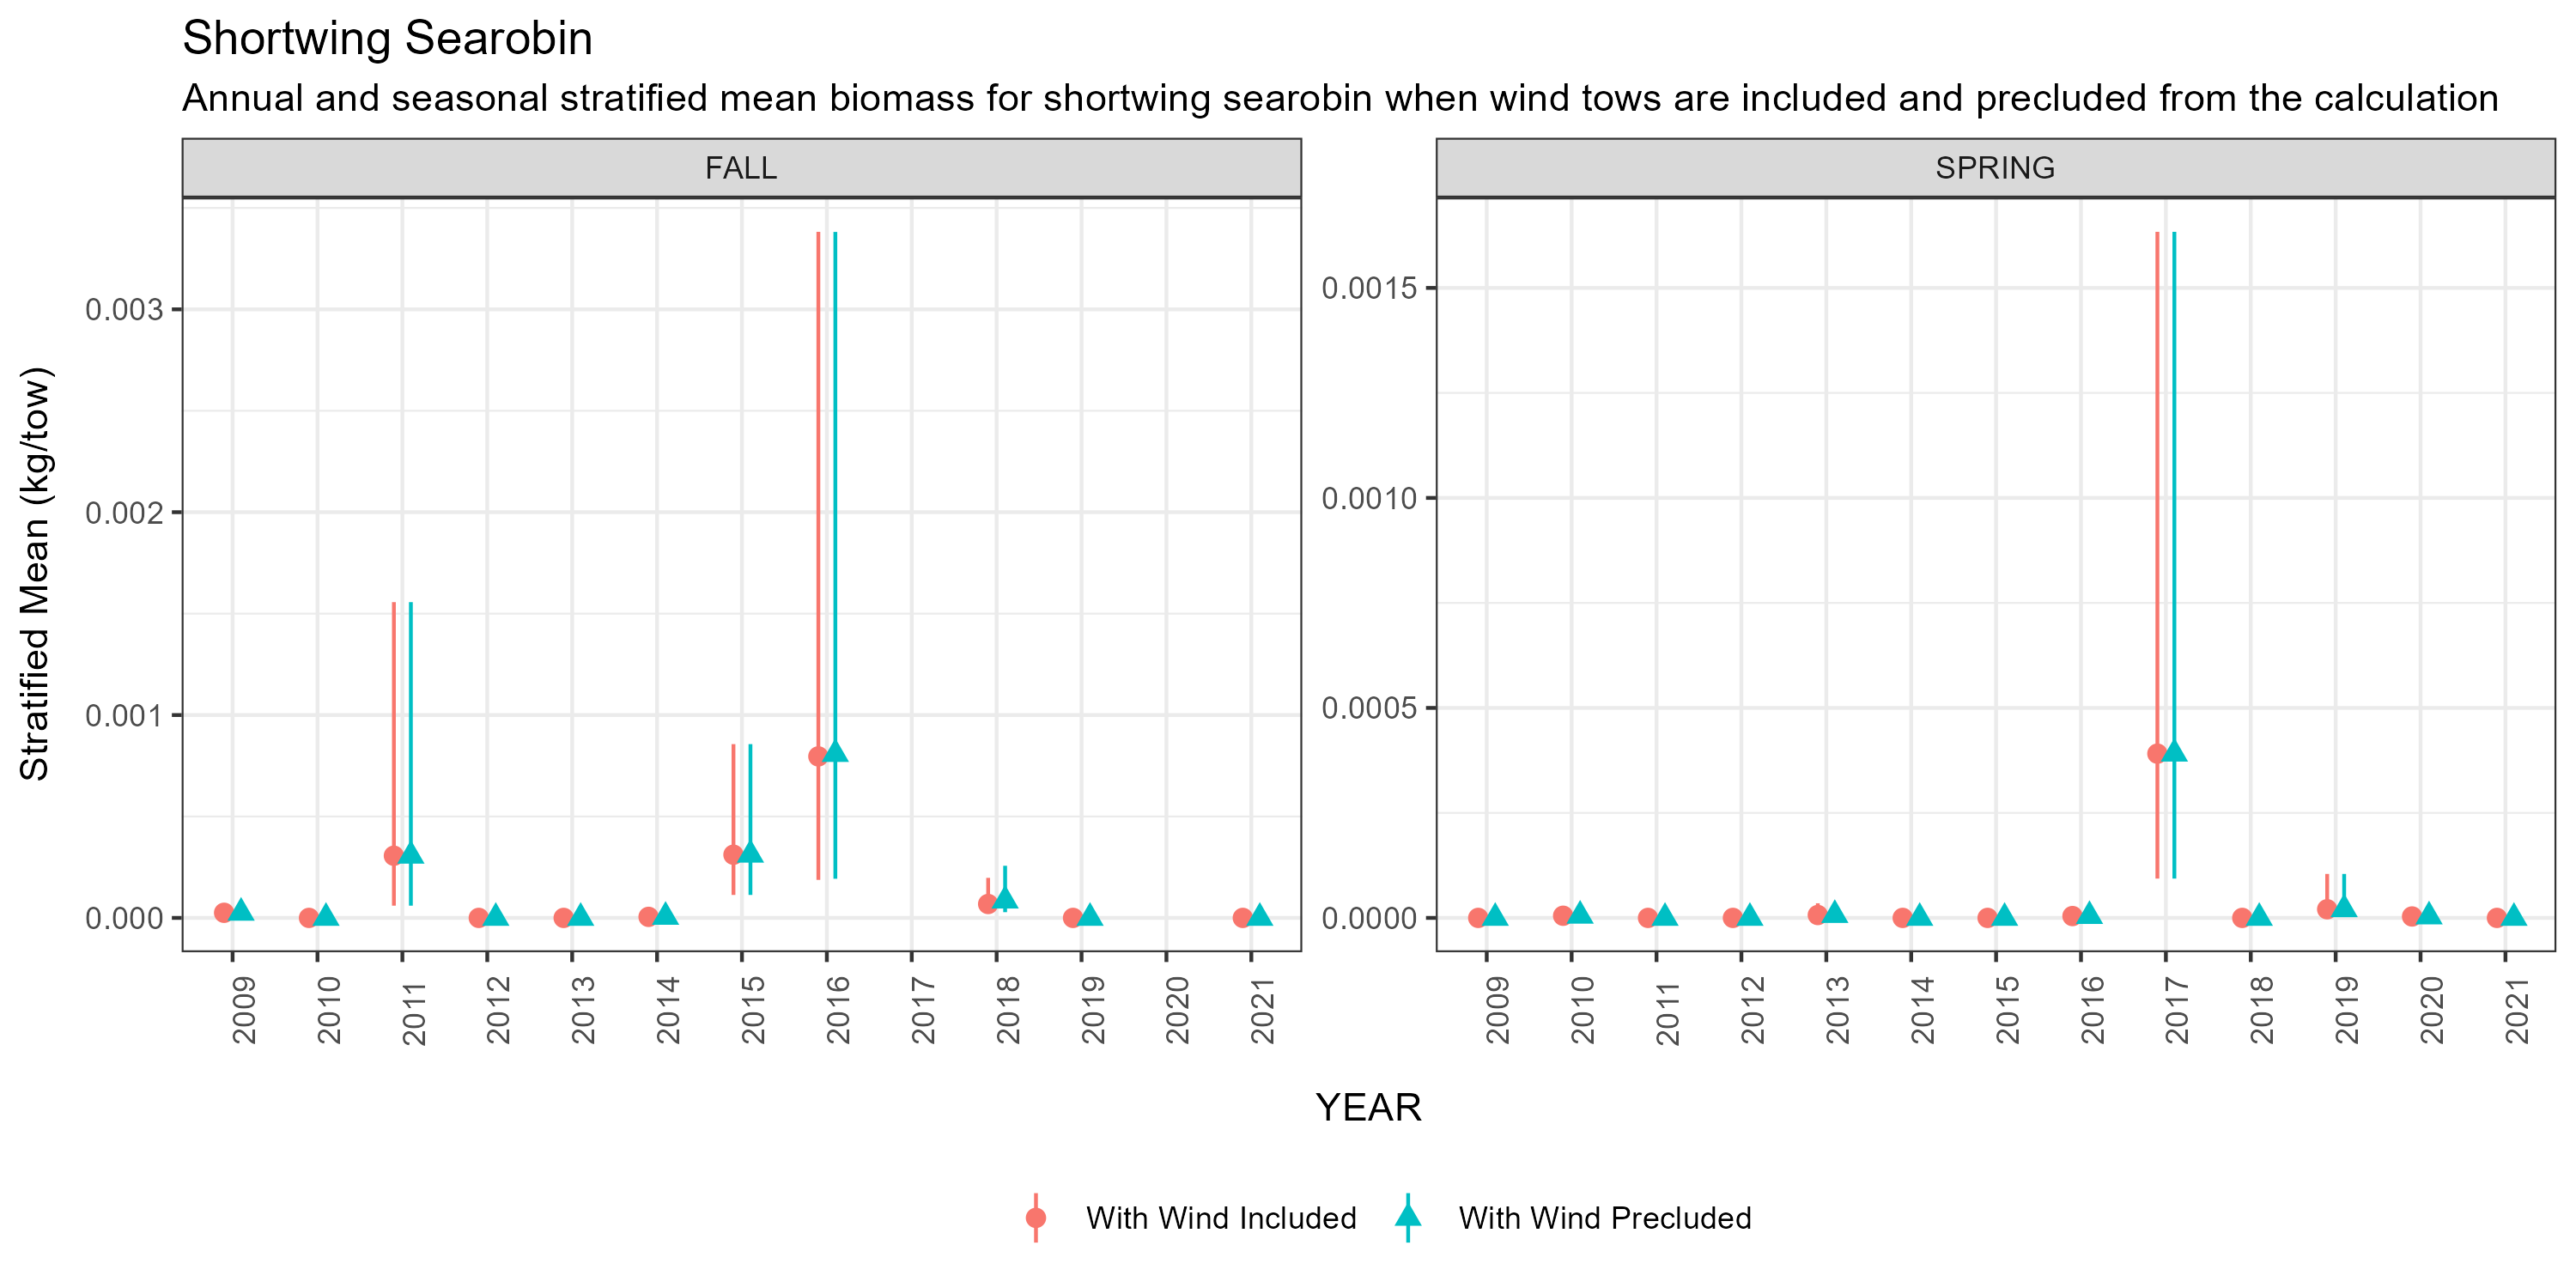 Shortwing Searobin
Annual and seasonal stratified mean biomass for shortwing searobin when wind tows are included and precluded from the calculation
FALL
SPRING
Stratified Mean (kg/tow)
0.003
0.002
0.001
0.000
0.0015
0.0010
0.0005
0.0000
2009 2010 2011 2012 2013 2014 2015 2016 2017 2018 2019 2020 2021
2009 2010 2011 2012 2013 2014 2015 2016 2017 2018 2019 2020 2021
YEAR
With Wind Included With Wind Precluded